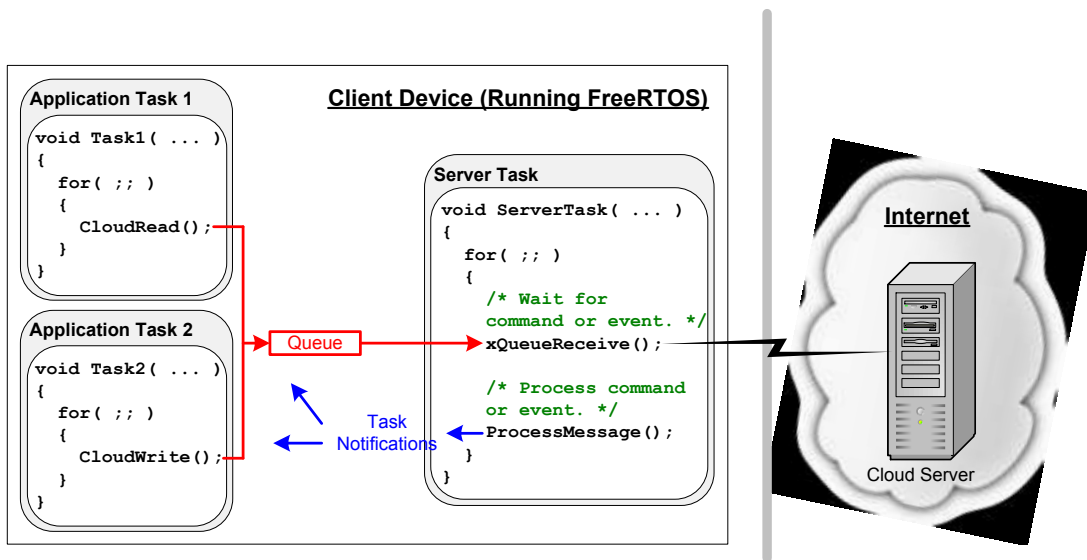 Client Device (Running FreeRTOS)
Application Task 1
void Task1( ... )
{
for( ;; )
{
CloudRead();
}
}
Application Task 2
void Task2( ... )
{
for( ;; )
{
CloudWrite();
}
}
Queue
Task
Notifications
Server Task
void ServerTask( ... )
{
for( ;; )
{
/* Wait for
command or event. */
xQueueReceive();
/* Process command
or event. */
ProcessMessage();
}
}
Internet
Cloud Server